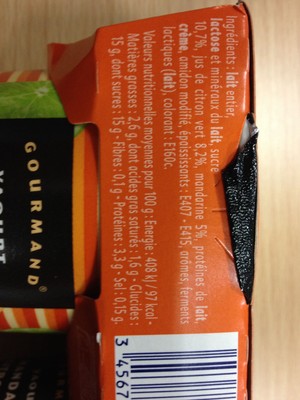 Ingrédients : lait entier,
lactose et minéraux du lait, sucre
10,7%, jus de citron vert 8,2%, mandarine 5%, protéines de lait,
crème, amidon modifié, épaississants : E407 - E415, arômes, ferments
lactiques (lait), colorant : E160c.
Valeurs nutritionnelles moyennes pour 100 g : Energie : 408 kJ / 97 kcal -
Matières grasses : 2,6 g, dont acides gras saturés : 1,6 g - Glucides :
15 g, dont sucres : 15 g - Fibres : 0,1 g - Protéines : 3,3 g - Sel : 0,15 g.
GOURMAND®
YAOURT
3 4567